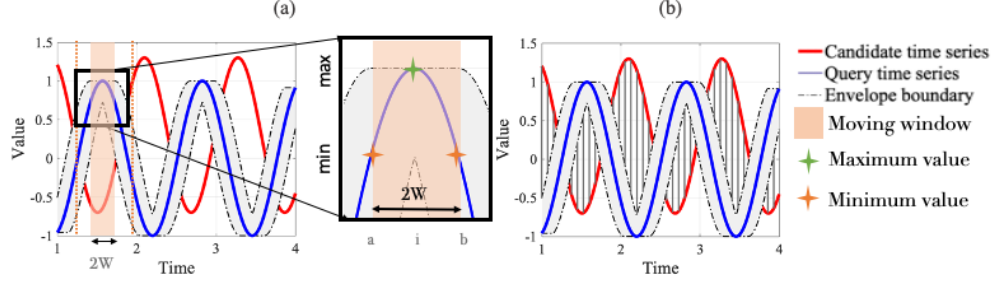 (a)
(b)
1.5
1
0.5
0
-0.5
-1
Value
1
2
3
4
Time
2W
max
min
2W
a
i
b
1.5
1
0.5
0
-0.5
-1
Value
1
2
3
4
Time
Candidate time series
Query time series
Envelope boundary
Moving window
Maximum value
Minimum value